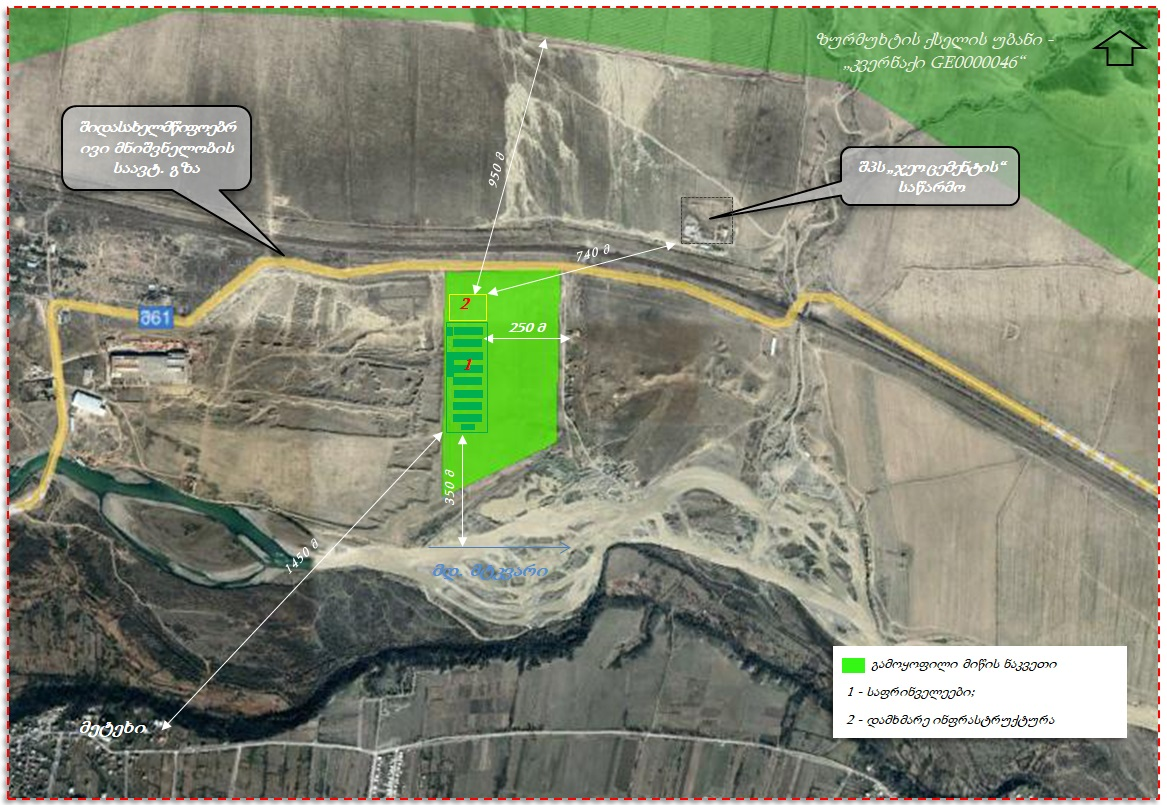 ზურმუხტის ქსელის უბანი –
„კვერნაქი GE0000046“
შიდასახელმწიფოებრ
ივი მნიშვნელობის
საავტ. გზა
შპს„ჯეოცემენტის“
საწარმო
950 მ
740 მ
2
250 მ
1
შ61
350 მ
1450 მ
მდ. მტკვარი
მეტეხი
გამოყოფილი მიწის ნაკვეთი
1 - საფრინველეები;
2 - დამხმარე ინფრასტრუქტურა